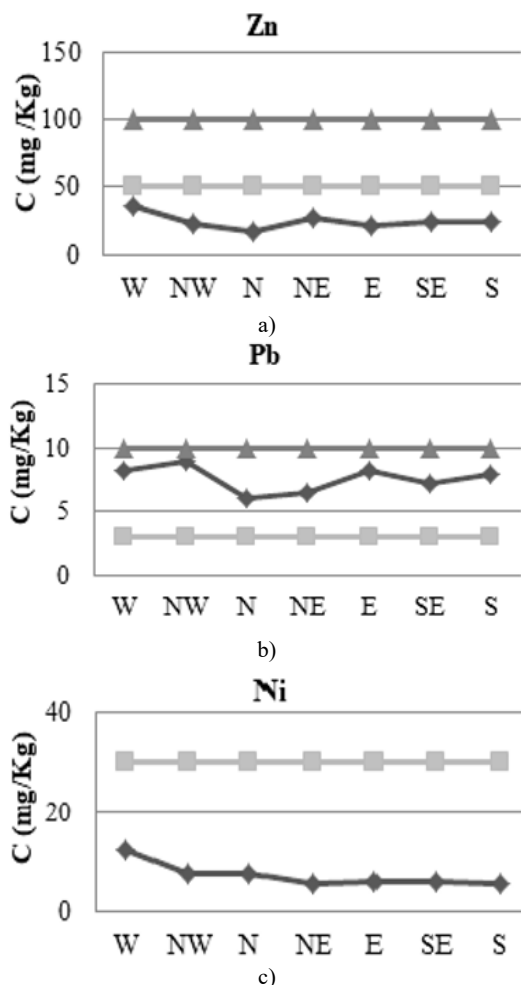 Zn
C (mg /Kg)
150
100
50
0
W NW N NE E SE S
a)
Pb
C (mg/Kg)
15
10
5
0
W NW N NE E SE S
b)
Ni
C (mg/Kg)
40
20
0
W NW N NE E SE S
c)